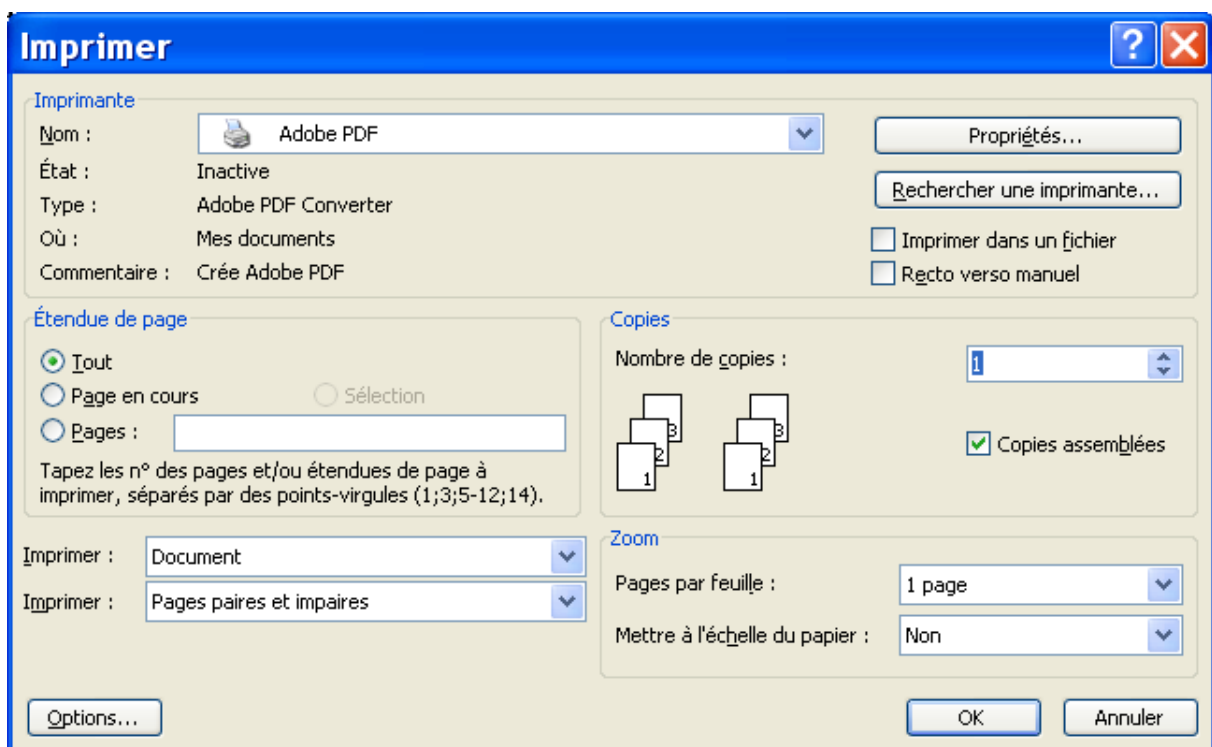 Imprimer
Imprimante
Nom : Adobe PDF Propriétés...
État : Inactive Rechercher une imprimante...
Type : Adobe PDF Converter
Où : Mes documents Imprimer dans un fichier
Commentaire : Crée Adobe PDF Recto verso manuel
Étendue de page
Tout
Page en cours Sélection
Pages :
Tapez les n° des pages et/ou étendues de page à
imprimer, séparés par des points-virgules (1;3;5-12;14).
Copies
Nombre de copies : 1
1 2 3 1 2 3
Copies assemblées
Imprimer : Document
Imprimer : Pages paires et impaires
Zoom
Pages par feuille : 1 page
Mettre à l'échelle du papier : Non
Options... OK Annuler